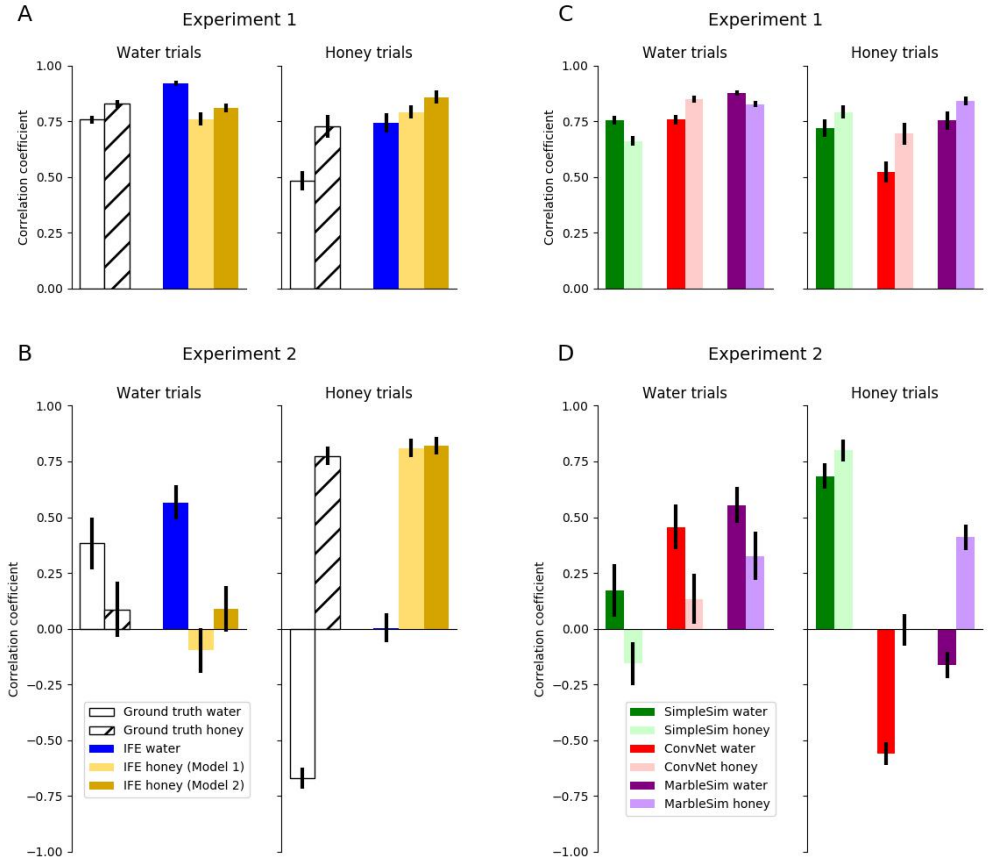 A
Experiment 1
Water trials
Honey trials
Correlation coefficient
1.00
0.75
0.50
0.25
0.00
C
Experiment 1
Water trials
Honey trials
Correlation coefficient
1.00
0.75
0.50
0.25
0.00
B
Experiment 2
Water trials
Honey trials
Correlation coefficient
1.00
0.75
0.50
0.25
0.00
−0.25
−0.50
−0.75
−1.00
Ground truth water
Ground truth honey
IFE water
IFE honey (Model 1)
IFE honey (Model 2)
D
Experiment 2
Water trials
Honey trials
Correlation coefficient
1.00
0.75
0.50
0.25
0.00
−0.25
−0.50
−0.75
−1.00
SimpleSim water
SimpleSim honey
ConvNet water
ConvNet honey
MarbleSim water
MarbleSim honey